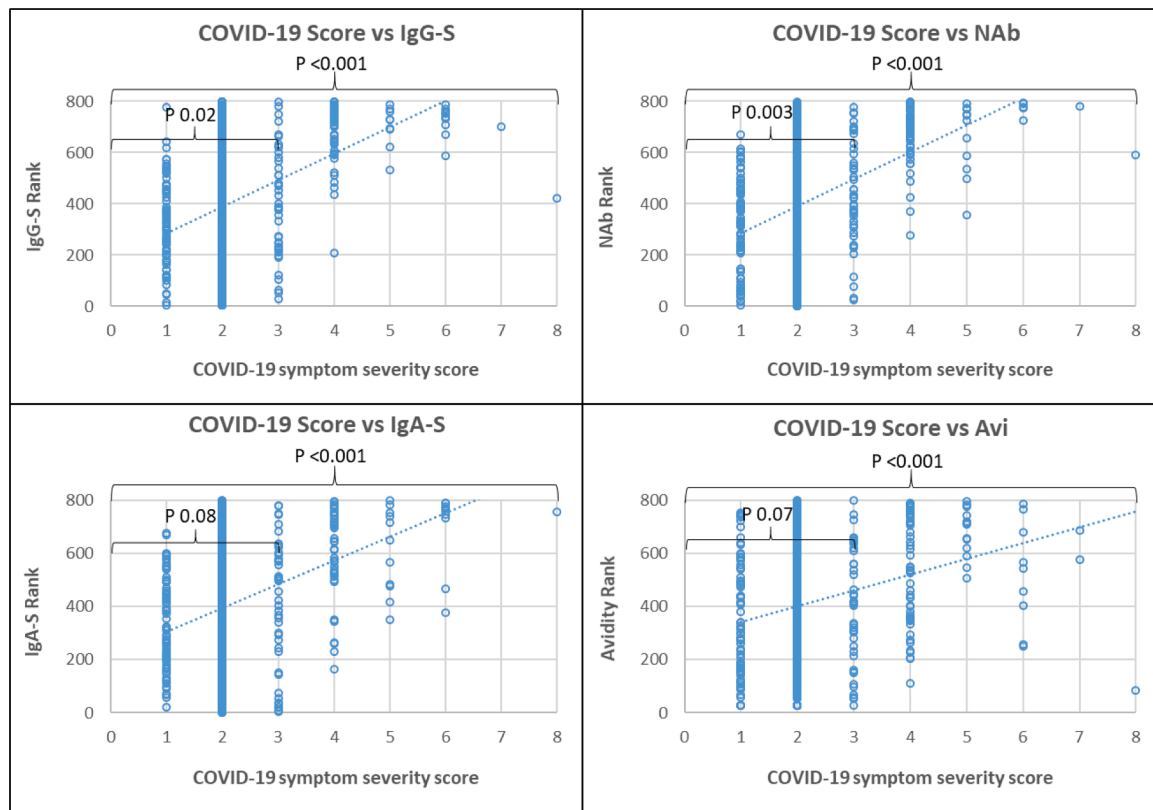 COVID-19 Score vs IgG-S
P <0.001
P 0.02
IgG-S Rank
800
600
400
200
0
0 1 2 3 4 5 6 7 8
COVID-19 symptom severity score
COVID-19 Score vs NAb
P <0.001
P 0.003
NAb Rank
800
600
400
200
0
0 1 2 3 4 5 6 7 8
COVID-19 symptom severity score
COVID-19 Score vs IgA-S
P <0.001
P 0.08
IgA-S Rank
800
600
400
200
0
0 1 2 3 4 5 6 7 8
COVID-19 symptom severity score
COVID-19 Score vs Avi
P <0.001
P 0.07
Avidity Rank
800
600
400
200
0
0 1 2 3 4 5 6 7 8
COVID-19 symptom severity score